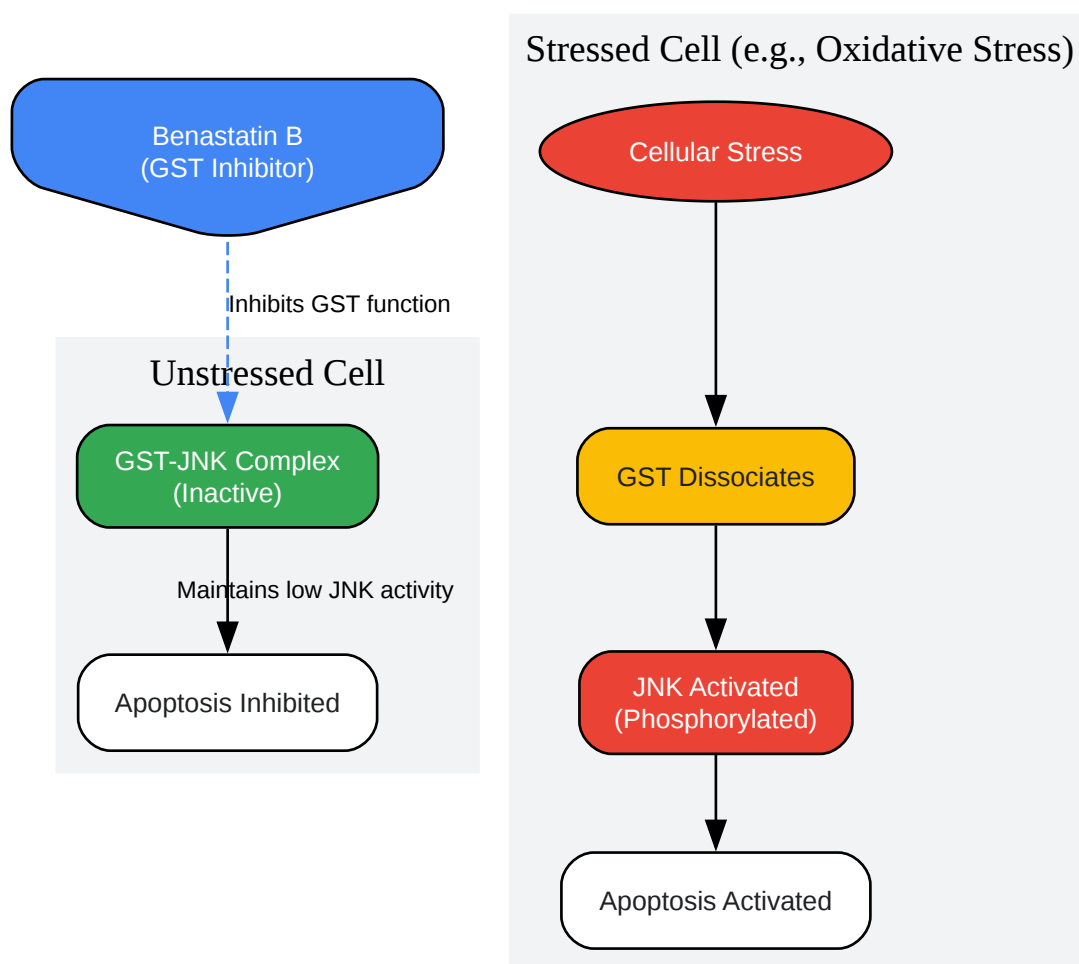 Benastatin B
(GST Inhibitor)
Inhibits GST function
Unstressed Cell
GST-JNK Complex
(Inactive)
Maintains low JNK activity
Apoptosis Inhibited
Stressed Cell (e.g., Oxidative Stress)
Cellular Stress
GST Dissociates
JNK Activated
(Phosphorylated)
Apoptosis Activated